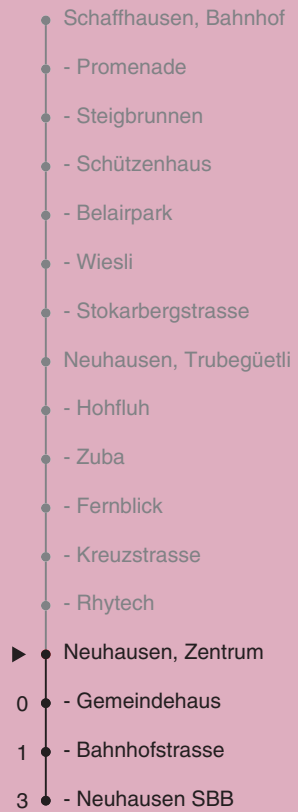 Schaffhausen, Bahnhof
- Promenade
- Steigbrunnen
- Schützenhaus
- Belairpark
- Wiesli
- Stokarbergstrasse
Neuhausen, Trubegüetli
- Hohfluh
- Zuba
- Fernblick
- Kreuzstrasse
- Rhytech
Neuhausen, Zentrum
0 - Gemeindehaus
1 - Bahnhofstrasse
3 - Neuhausen SBB